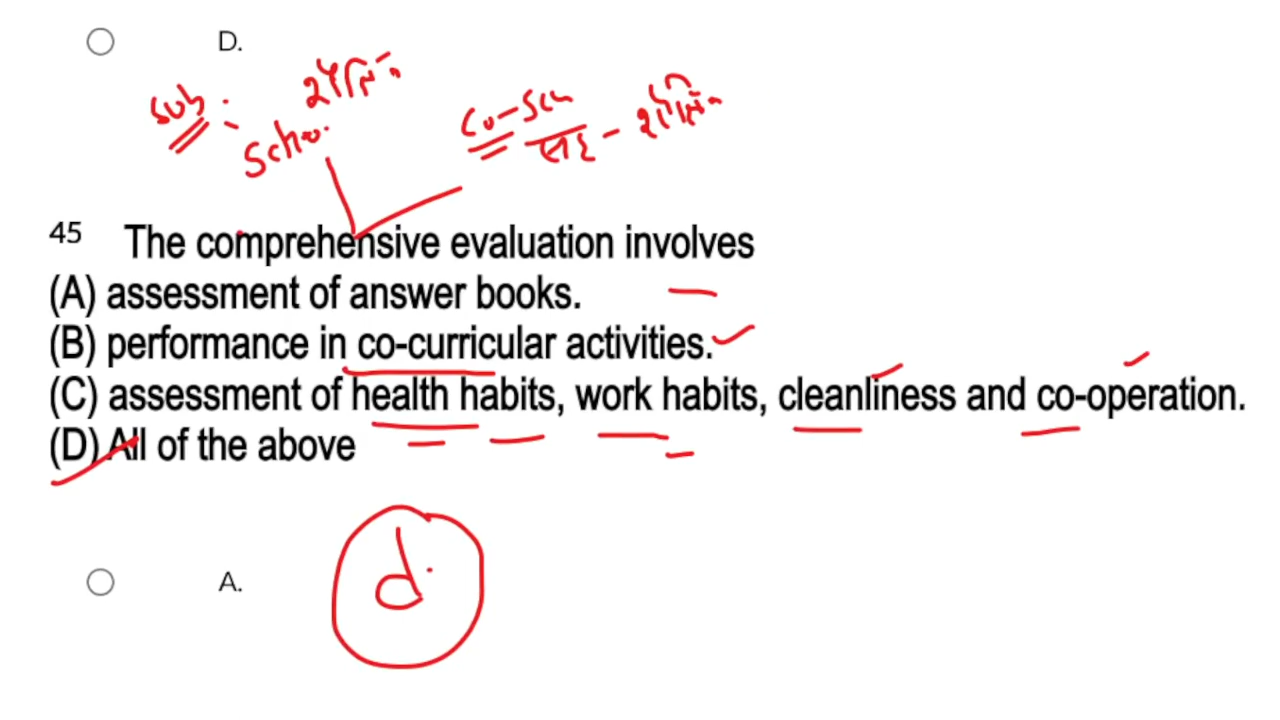 D.
Sub :
Scho.
Co-Sch
45 The comprehensive evaluation involves
(A) assessment of answer books.
(B) performance in co-curricular activities.
(C) assessment of health habits, work habits, cleanliness and co-operation.
(D) All of the above
d
A.